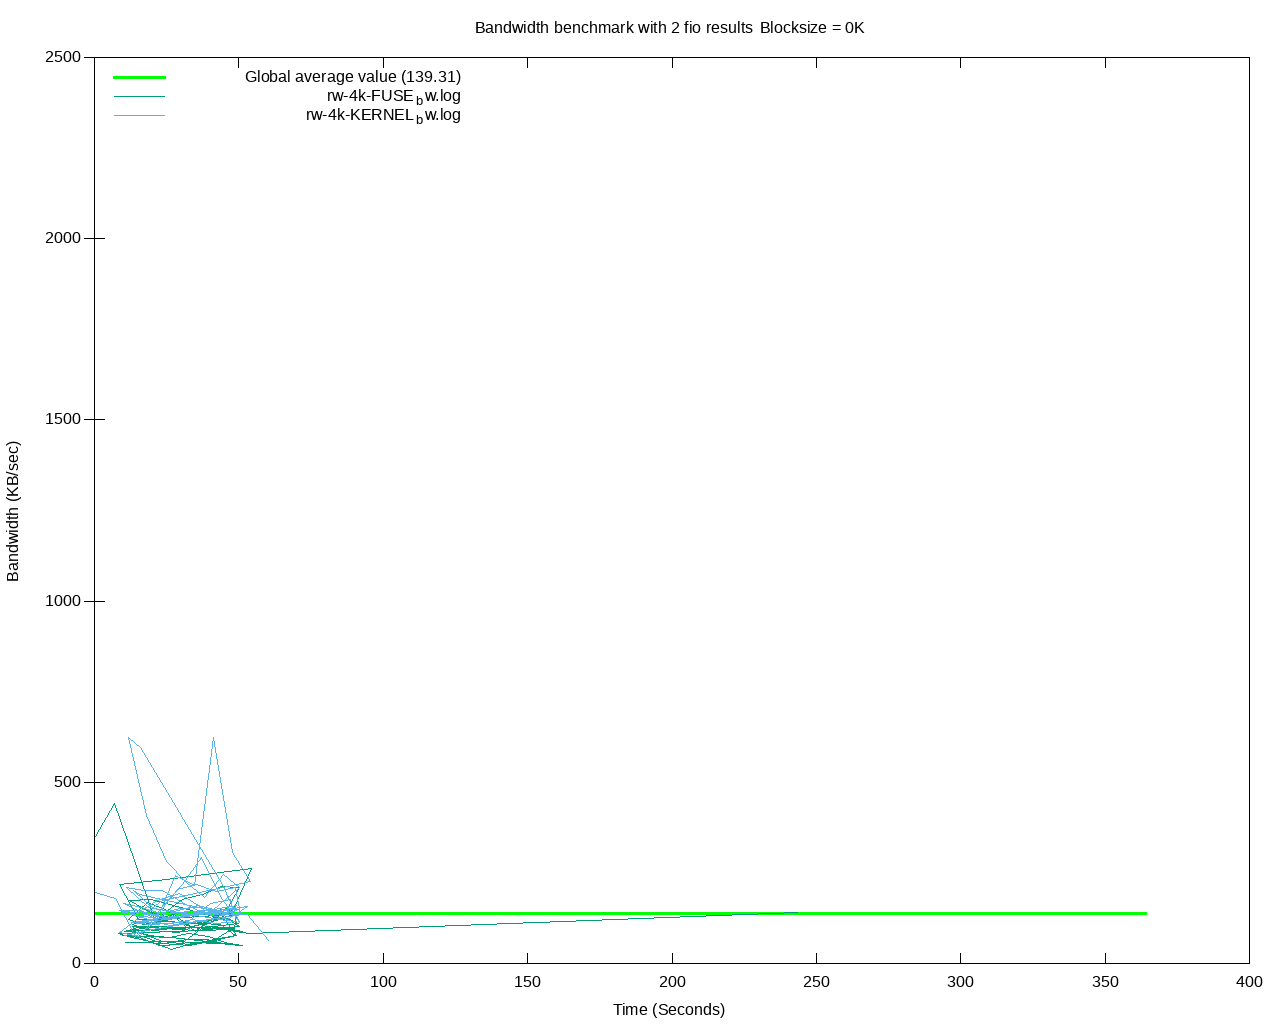 Bandwidth benchmark with 2 fio results Blocksize = 0K
2500
2000
1500
1000
500
0
Bandwidth (KB/sec)
Global average value (139.31)
rw-4k-FUSE_bw.log
rw-4k-KERNEL_bw.log
0 50 100 150 200 250 300 350 400
Time (Seconds)